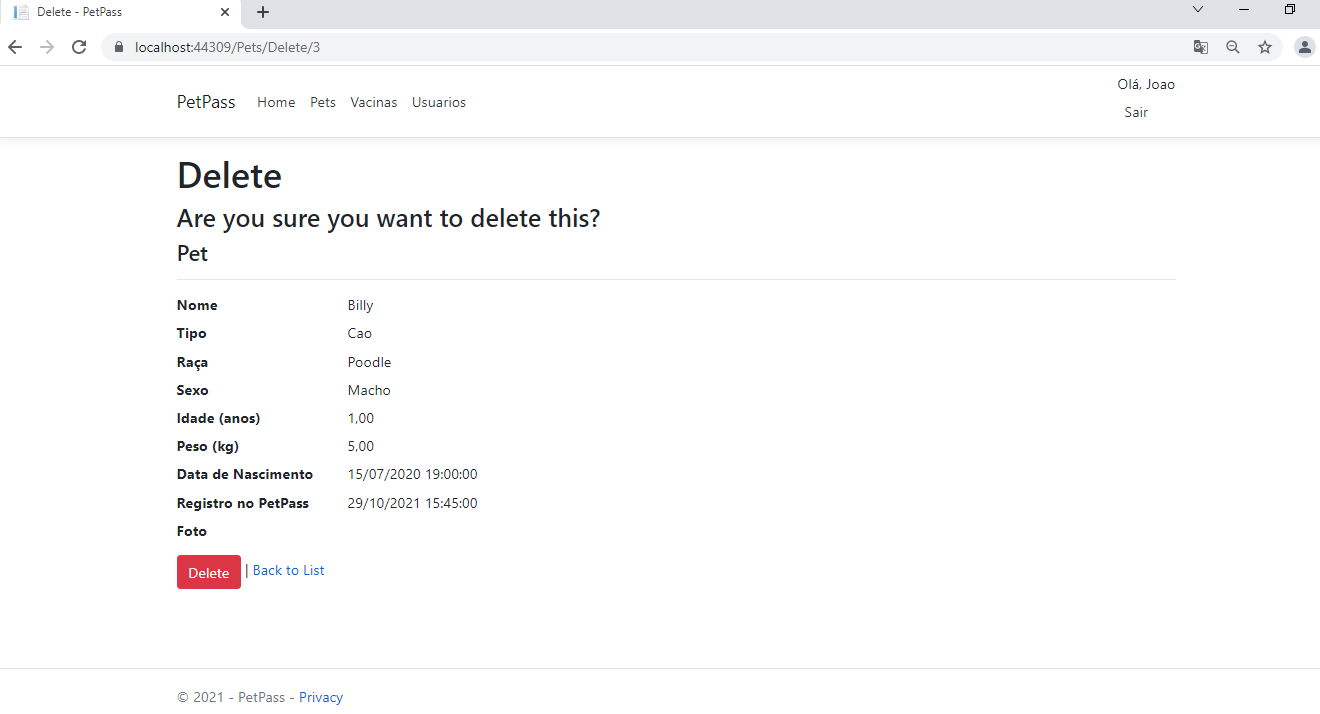 Delete - PetPass
localhost:44309/Pets/Delete/3
PetPass Home Pets Vacinas Usuarios
Olá, Joao
Sair
Delete
Are you sure you want to delete this?
Pet
Nome Billy
Tipo Cao
Raça Poodle
Sexo Macho
Idade (anos) 1,00
Peso (kg) 5,00
Data de Nascimento 15/07/2020 19:00:00
Registro no PetPass 29/10/2021 15:45:00
Foto
Delete | Back to List
© 2021 - PetPass - Privacy